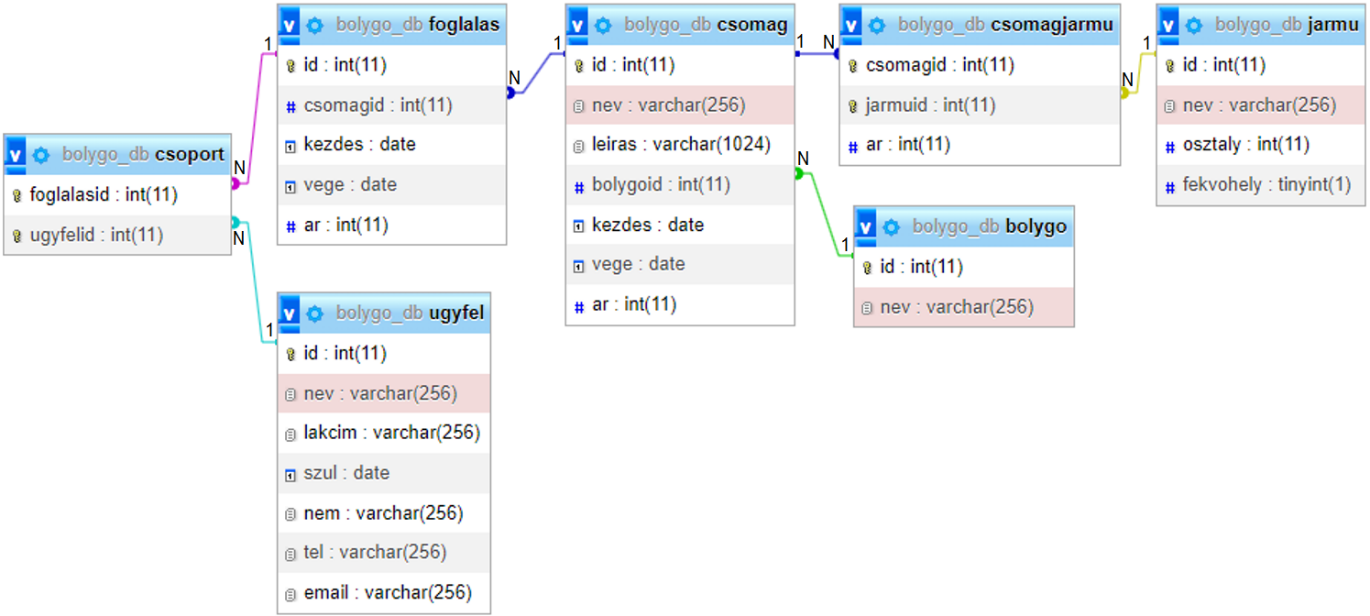 bolygo_db csoport
foglalasid : int(11)
ugyfelid : int(11)
1
N
N
1
bolygo_db foglalas
id : int(11)
csomagid : int(11)
kezdes : date
vege : date
ar : int(11)
bolygo_db ugyfel
id : int(11)
nev : varchar(256)
lakcim : varchar(256)
szul : date
nem : varchar(256)
tel : varchar(256)
email : varchar(256)
N
1
bolygo_db csomag
id : int(11)
nev : varchar(256)
leiras : varchar(1024)
bolygoid : int(11)
kezdes : date
vege : date
ar : int(11)
1
N
N
1
bolygo_db csomagjarmu
csomagid : int(11)
jarmuid : int(11)
ar : int(11)
bolygo_db bolygo
id : int(11)
nev : varchar(256)
N
1
bolygo_db jarmu
id : int(11)
nev : varchar(256)
osztaly : int(11)
fekvohely : tinyint(1)